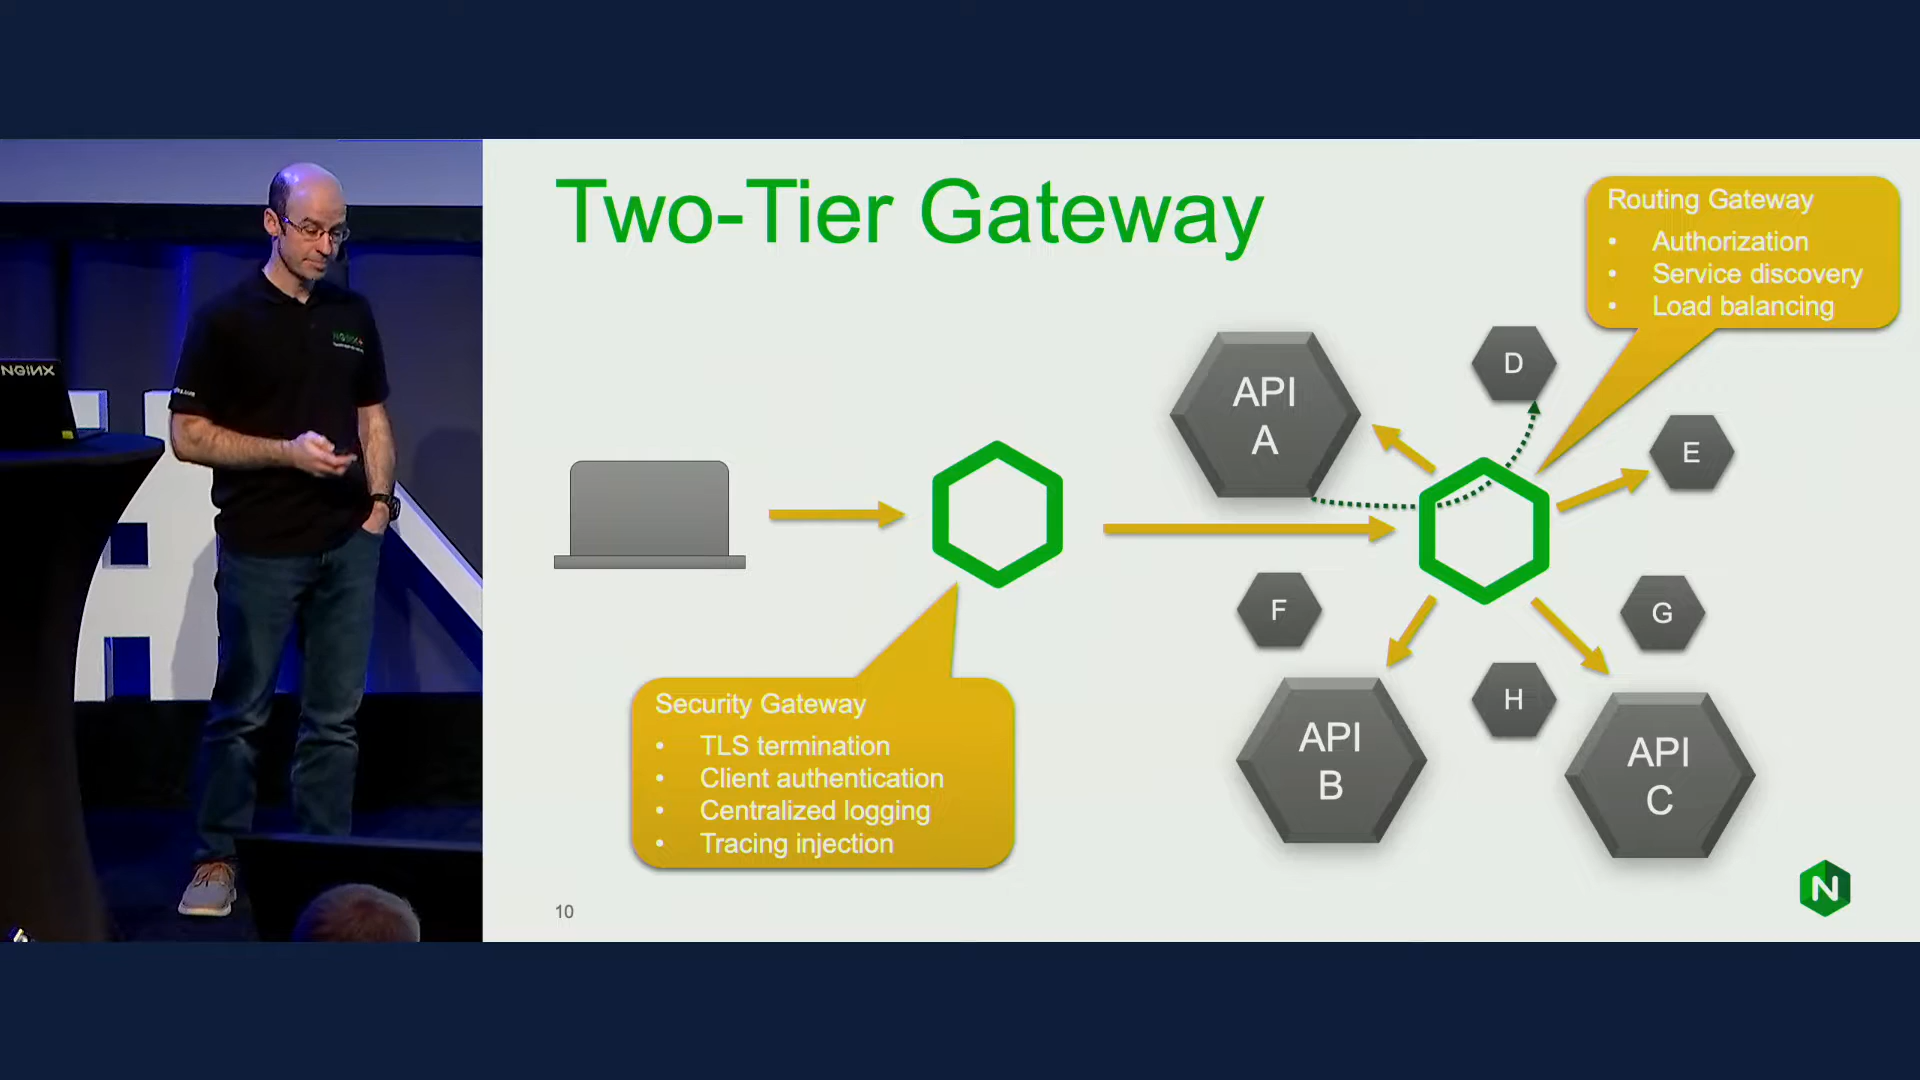 NGINX
NGINX+
Two-Tier Gateway
Routing Gateway
• Authorization
• Service discovery
• Load balancing
API
A
D
E
F
G
H
API
B
API
C
Security Gateway
• TLS termination
• Client authentication
• Centralized logging
• Tracing injection
10
N